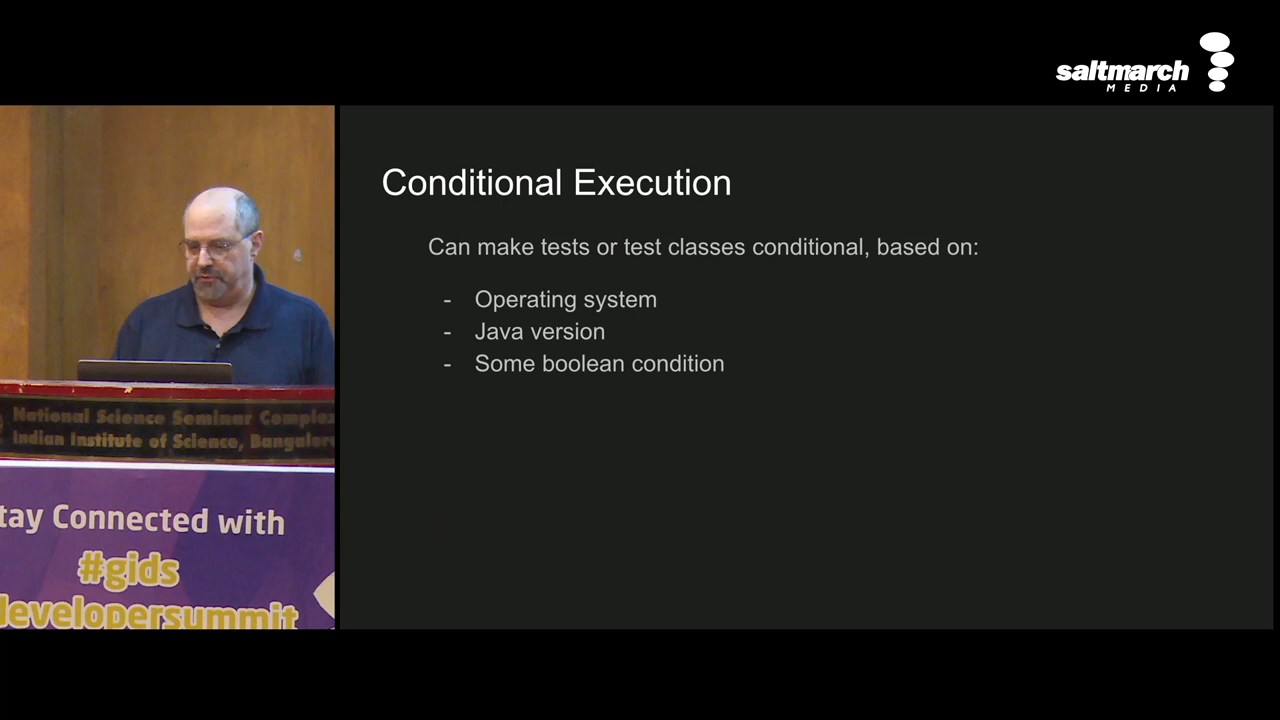 saltmarch
MEDIA
Conditional Execution
Can make tests or test classes conditional, based on:
- Operating system
- Java version
- Some boolean condition
National Science Seminar Complex
Indian Institute of Science, Bangalore
tay Connected with
#gids
developersummit